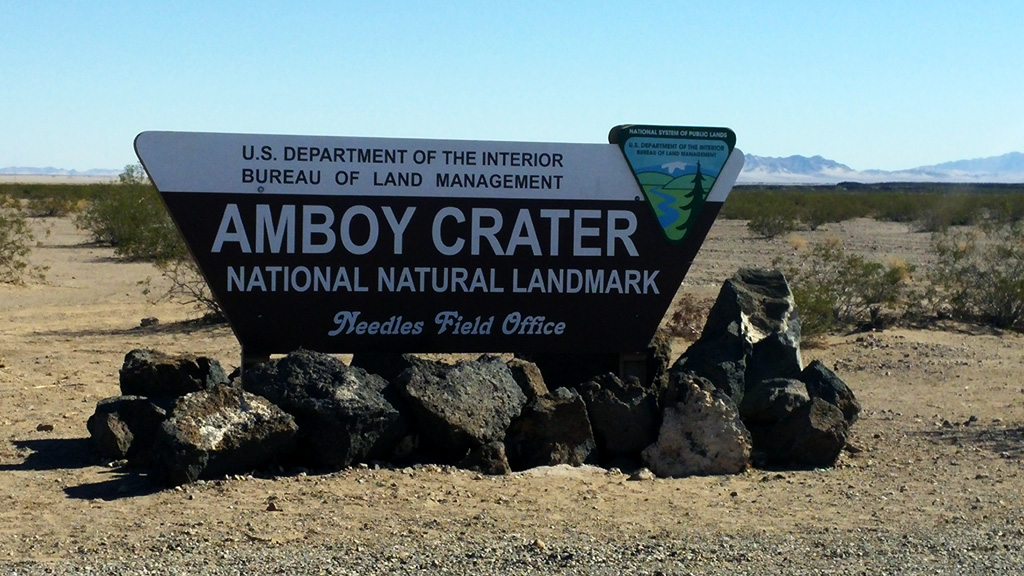 NATIONAL SYSTEM OF PUBLIC LANDS
U.S. DEPARTMENT OF THE INTERIOR
BUREAU OF LAND MANAGEMENT
U.S. DEPARTMENT OF THE INTERIOR
BUREAU OF LAND MANAGEMENT
AMBOY CRATER
NATIONAL NATURAL LANDMARK
Needles Field Office